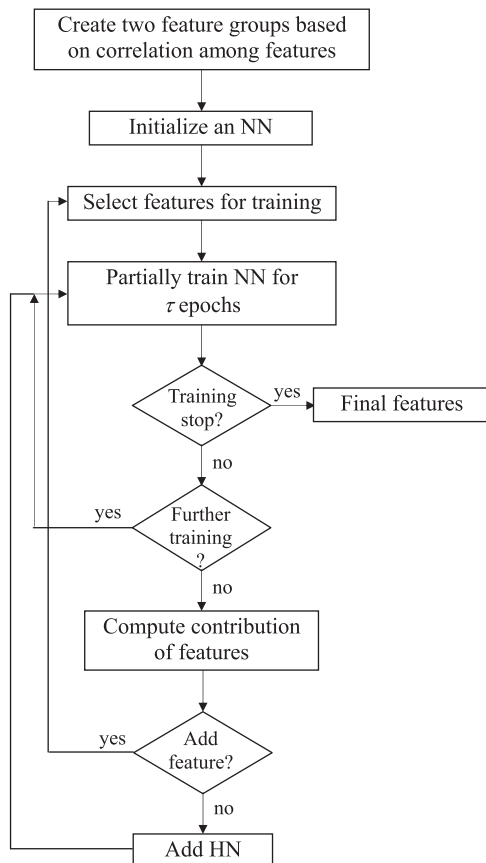 Create two feature groups based
on correlation among features
Initialize an NN
Select features for training
Partially train NN for
τ epochs
Training
stop?
yes
Final features
no
yes
Further
training
?
no
Compute contribution
of features
yes
Add
feature?
no
Add HN